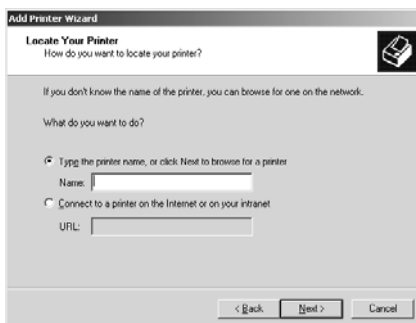 Add Printer Wizard
Locate Your Printer
How do you want to locate your printer?
If you don't know the name of the printer, you can browse for one on the network.
What do you want to do?
Type the printer name, or click Next to browse for a printer
Name:
Connect to a printer on the Internet or on your intranet
URL:
< Back Next > Cancel